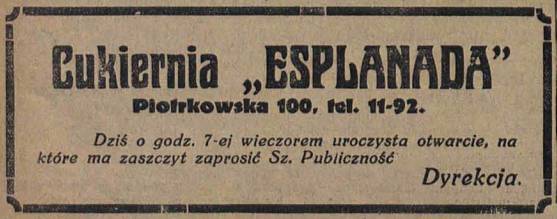 Cukiernia „ESPLANADA”
Piotrkowska 100, tel. 11-92.
Dziś o godz. 7-ej wieczorem uroczysta otwarcie, na
które ma zaszczyt zaprosić Sz. Publiczność
Dyrekcja.